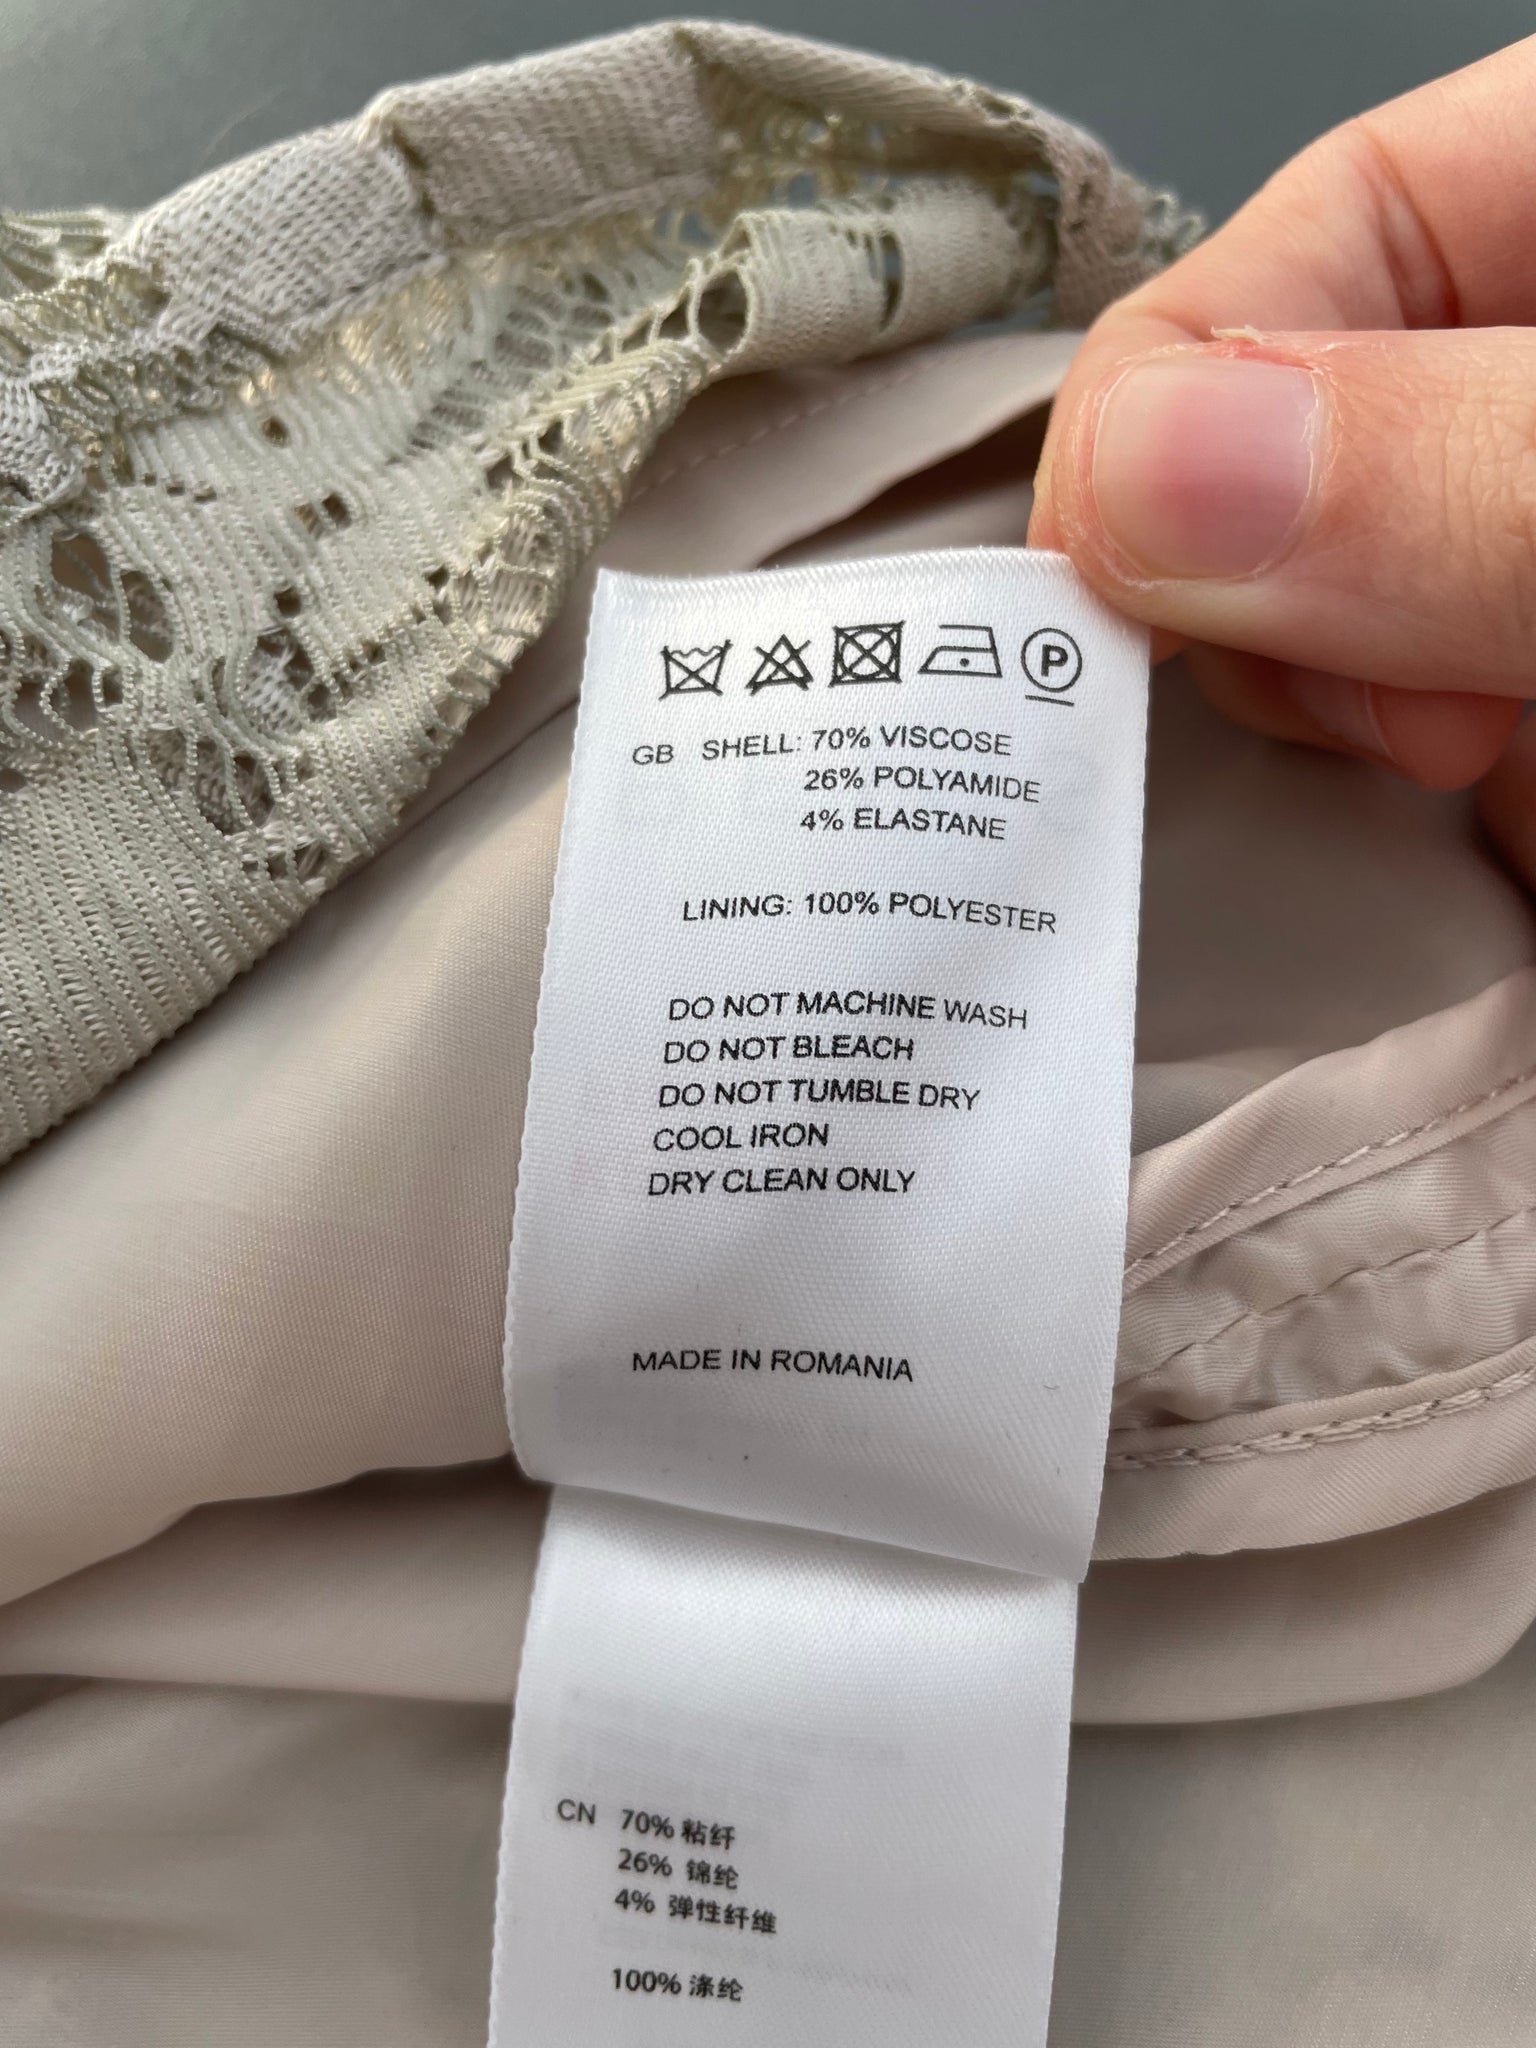 P
GB SHELL: 70% VISCOSE
26% POLYAMIDE
4% ELASTANE
LINING: 100% POLYESTER
DO NOT MACHINE WASH
DO NOT BLEACH
DO NOT TUMBLE DRY
COOL IRON
DRY CLEAN ONLY
MADE IN ROMANIA
CN 70% 粘纤
26% 锦纶
4% 弹性纤维
100% 涤纶